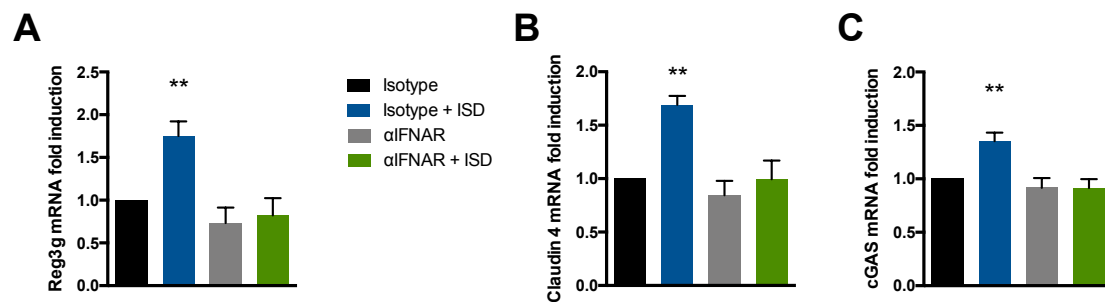 A
Reg3g mRNA fold induction
2.5
2.0
1.5
1.0
0.5
0.0
**
Isotype
Isotype + ISD
αIFNAR
αIFNAR + ISD
B
Claudin 4 mRNA fold induction
2.0
1.5
1.0
0.5
0.0
**
C
cGAS mRNA fold induction
2.0
1.5
1.0
0.5
0.0
**